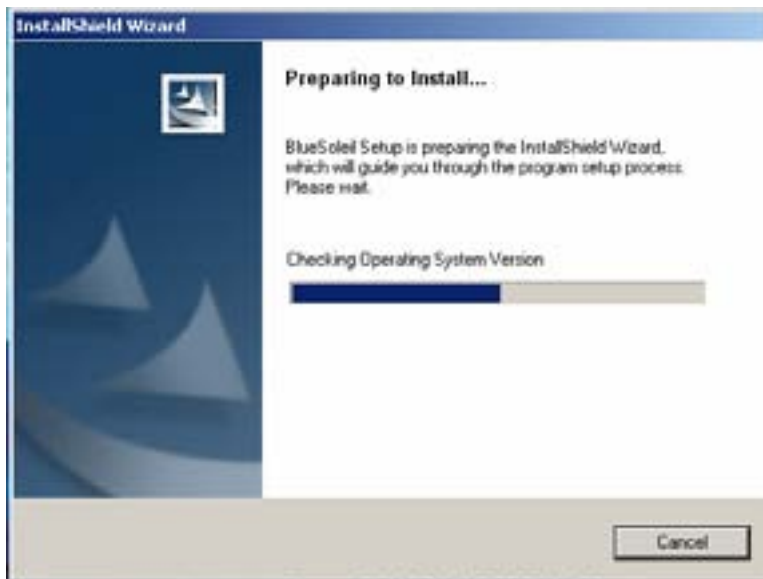 InstallShield Wizard
Preparing to Install...
BlueSoleil Setup is preparing the InstallShield Wizard,
which will guide you through the program setup process.
Please wait.
Checking Operating System Version
Cancel